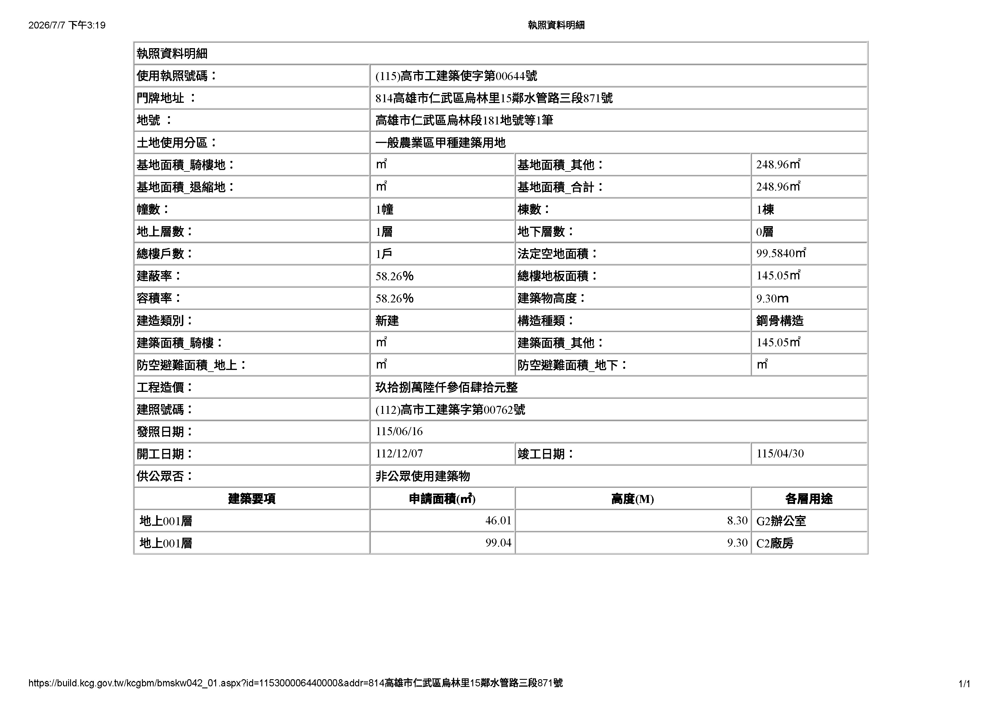 2026/7/7 下午3:19
執照資料明細
執照資料明細
使用執照號碼： (115)高市工建築使字第00644號
門牌地址 ： 814高雄市仁武區烏林里15鄰水管路三段871號
地號 ： 高雄市仁武區烏林段181地號等1筆
土地使用分區： 一般農業區甲種建築用地
基地面積_騎樓地： ㎡ 基地面積_其他： 248.96㎡
基地面積_退縮地： ㎡ 基地面積_合計： 248.96㎡
幢數： 1幢 棟數： 1棟
地上層數： 1層 地下層數： 0層
總樓戶數： 1戶 法定空地面積： 99.5840㎡
建蔽率： 58.26% 總樓地板面積： 145.05㎡
容積率： 58.26% 建築物高度： 9.30m
建造類別： 新建 構造種類： 鋼骨構造
建築面積_騎樓： ㎡ 建築面積_其他： 145.05㎡
防空避難面積_地上： ㎡ 防空避難面積_地下： ㎡
工程造價： 玖拾捌萬陸仟參佰肆拾元整
建照號碼： (112)高市工建築字第00762號
發照日期： 115/06/16
開工日期： 112/12/07 竣工日期： 115/04/30
供公眾否： 非公眾使用建築物
建築要項 申請面積(㎡) 高度(M) 各層用途
地上001層 46.01 8.30 G2辦公室
地上001層 99.04 9.30 C2廠房
https://build.kcg.gov.tw/kcgbm/bmskw042_01.aspx?id=115300006440000&addr=814高雄市仁武區烏林里15鄰水管路三段871號
1/1